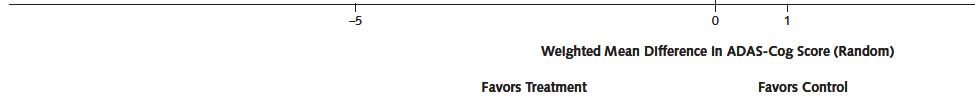 –5 0 1
Weighted Mean Difference in ADAS-Cog Score (Random)
Favors Treatment Favors Control